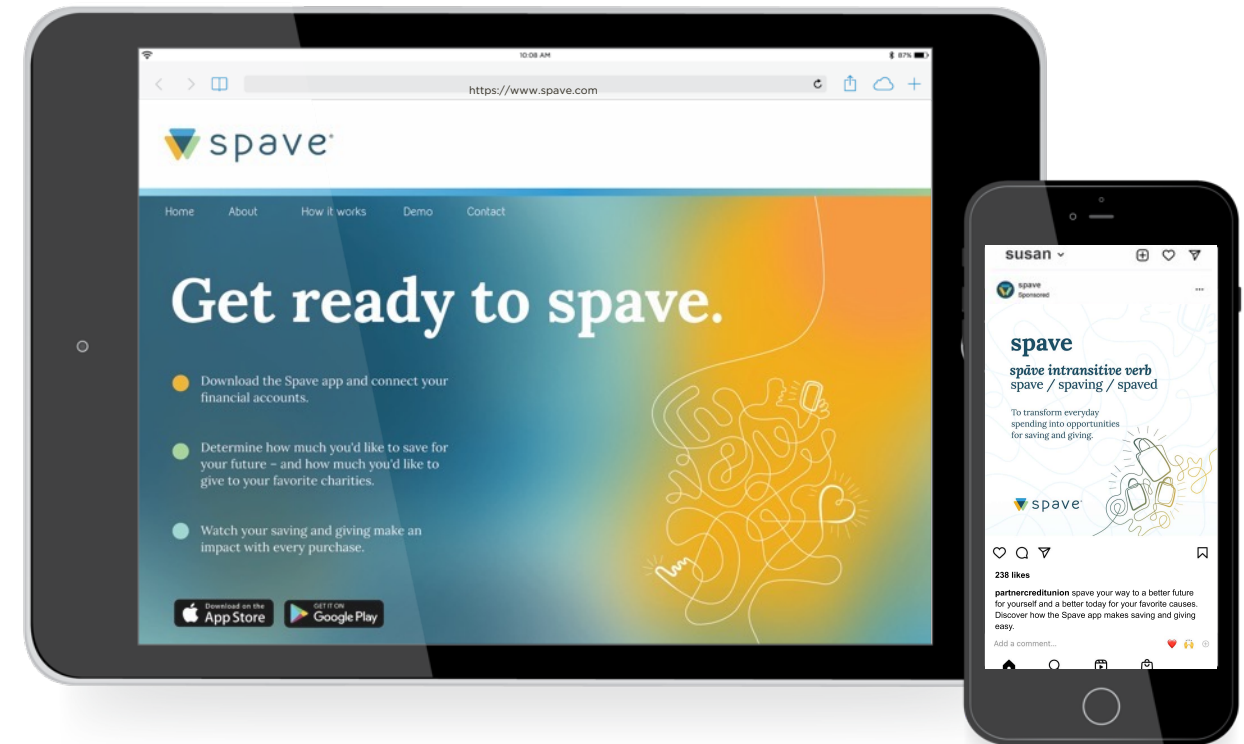 10:08 AM
87%
https://www.spave.com
spave
Home About How it works Demo Contact
Get ready to spave.
Download the Spave app and connect your
financial accounts.
Determine how much you'd like to save for
your future – and how much you'd like to
give to your favorite charities.
Watch your saving and giving make an
impact with every purchase.
Download on the
App Store
GET IT ON
Google Play
susan
spave
Sponsored
spave
spāve intransitive verb
spave / spaving / spaved
To transform everyday
spending into opportunities
for saving and giving.
spave
238 likes
partnercreditunion spave your way to a better future
for yourself and a better today for your favorite causes.
Discover how the Spave app makes saving and giving
easy.
Add a comment...